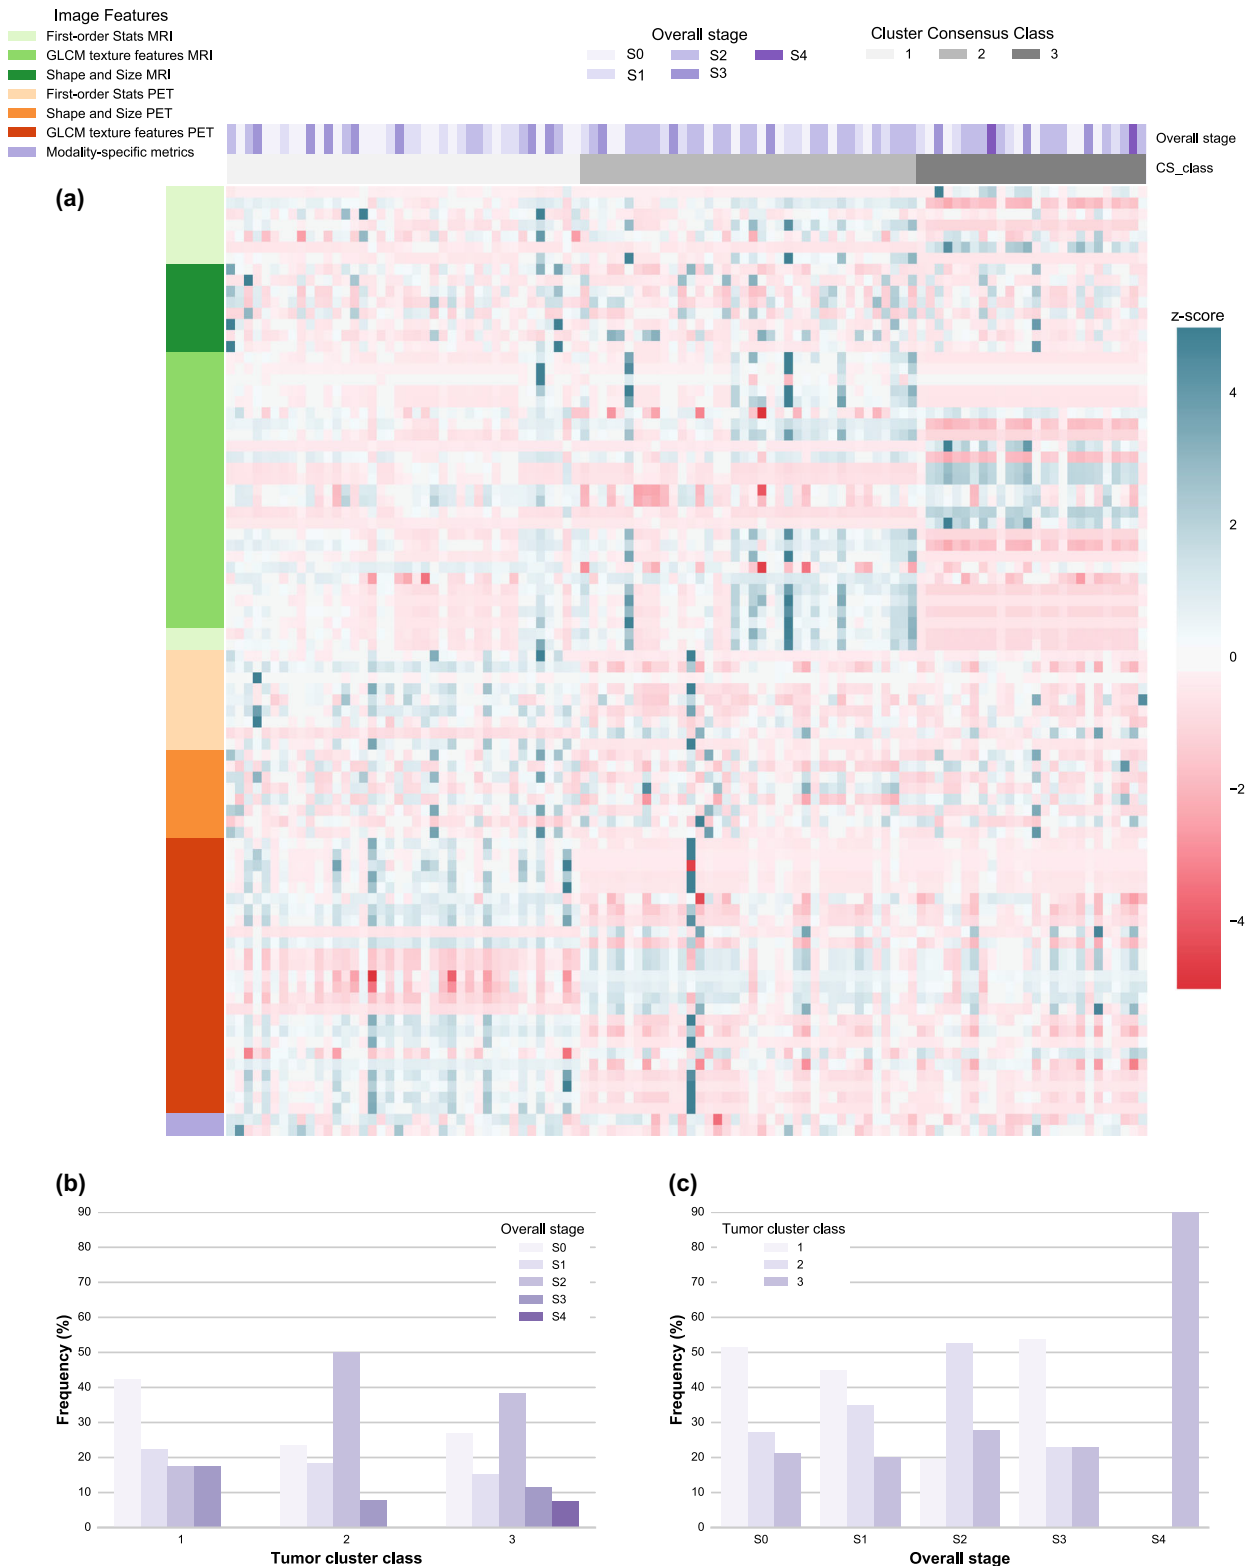 Image Features
First-order Stats MRI
GLCM texture features MRI
Shape and Size MRI
First-order Stats PET
Shape and Size PET
GLCM texture features PET
Modality-specific metrics
Overall stage
S0
S2
S4
S1
S3
Cluster Consensus Class
1
2
3
Overall stage
CS_class
(a)
z-score
4
2
0
−2
−4
(b)
90
80
70
60
50
40
30
20
10
0
Frequency (%)
Overall stage
S0
S1
S2
S3
S4
1
2
3
Tumor cluster class
(c)
90
80
70
60
50
40
30
20
10
0
Frequency (%)
Tumor cluster class
1
2
3
S0
S1
S2
S3
S4
Overall stage